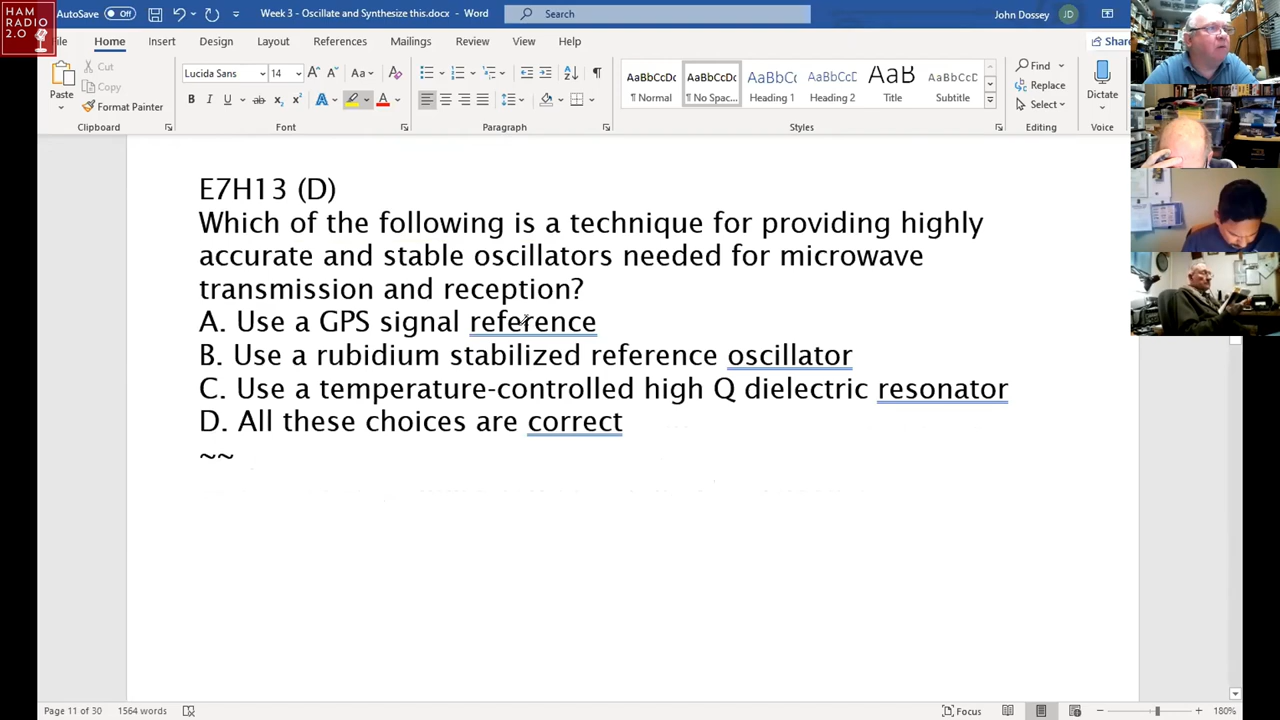 HAM
RADIO
2.0
AutoSave Off
Week 3 - Oscillate and Synthesize this.docx - Word
Search
John Dossey JD
ile Home Insert Design Layout References Mailings Review View Help Share
Paste
Cut
Copy
Format Painter
Clipboard
Lucida Sans 14
Font
Paragraph
AaBbCcDc AaBbCcDc AaBbCcD AaBbCcD AaB AaBbCcD
¶ Normal ¶ No Spac... Heading 1 Heading 2 Title Subtitle
Styles
Find
Replace
Select
Editing
Dictate
Voice
E7H13 (D)
Which of the following is a technique for providing highly
accurate and stable oscillators needed for microwave
transmission and reception?
A. Use a GPS signal reference
B. Use a rubidium stabilized reference oscillator
C. Use a temperature-controlled high Q dielectric resonator
D. All these choices are correct
~~
Page 11 of 30 1564 words Focus 180%